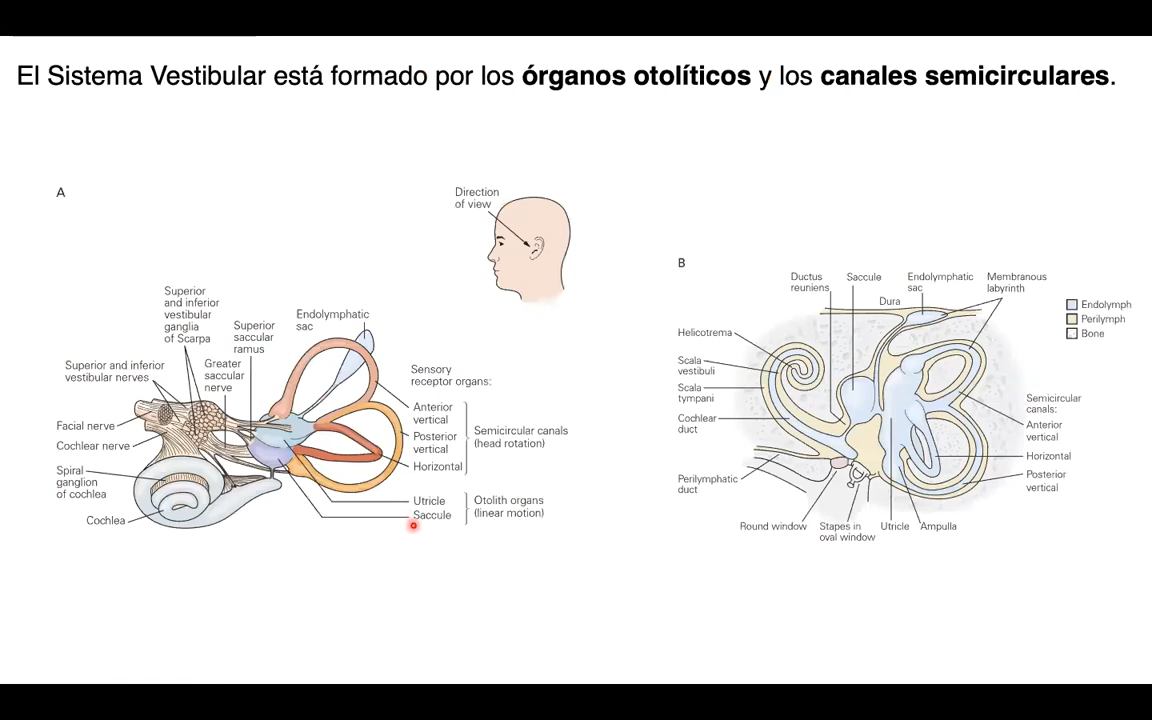 El Sistema Vestibular está formado por los órganos otolíticos y los canales semicirculares.
A
Direction
of view
Superior
and inferior
vestibular
ganglia
of Scarpa
Superior
saccular
ramus
Endolymphatic
sac
Superior and inferior
vestibular nerves
Greater
saccular
nerve
Facial nerve
Cochlear nerve
Spiral
ganglion
of cochlea
Cochlea
Sensory
receptor organs:
Anterior
vertical
Posterior
vertical
Horizontal
Semicircular canals
(head rotation)
Utricle
Saccule
Otolith organs
(linear motion)
B
Ductus
reuniens
Saccule
Endolymphatic
sac
Membranous
labyrinth
Dura
Endolymph
Perilymph
Bone
Helicotrema
Scala
vestibuli
Scala
tympani
Cochlear
duct
Perilymphatic
duct
Semicircular
canals:
Anterior
vertical
Horizontal
Posterior
vertical
Round window
Stapes in
oval window
Utricle
Ampulla